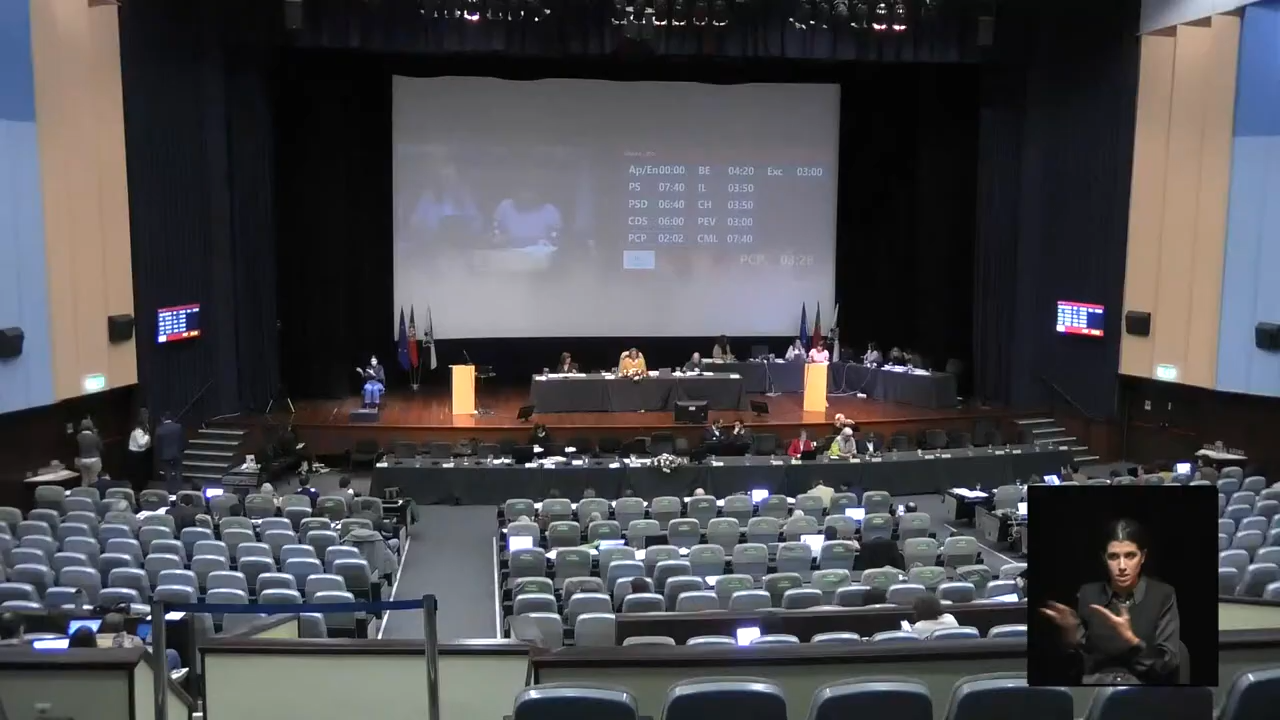 Ap/En 00:00 BE 04:20 Exc 03:00
PS 07:40 IL 03:50
PSD 06:40 CH 03:50
CDS 06:00 PEV 03:00
PCP 02:02 CML 07:40
PCP 03:28